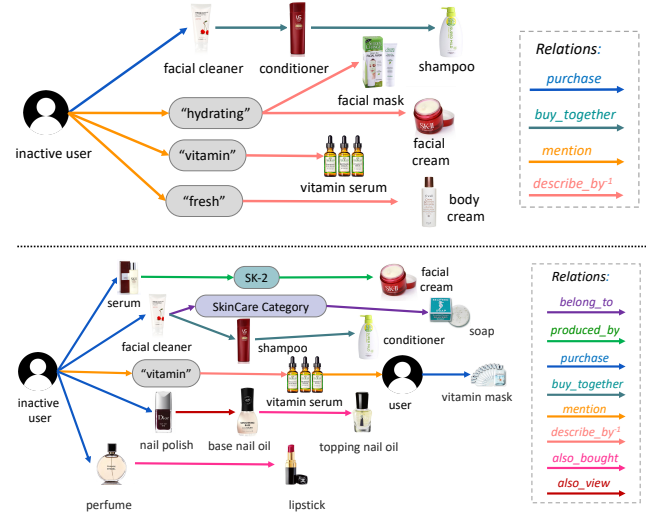 facial cleaner
conditioner
shampoo
facial mask
"hydrating"
inactive user
facial
cream
"vitamin"
vitamin serum
"fresh"
body
cream
Relations:
purchase
buy_together
mention
describe_by-1
serum
SK-2
facial
cream
SkinCare Category
facial cleaner
soap
shampoo
conditioner
inactive
user
"vitamin"
vitamin serum
user
vitamin mask
Dior
nail polish
base nail oil
topping nail oil
perfume
lipstick
Relations:
belong_to
produced_by
purchase
buy_together
mention
describe_by-1
also_bought
also_view